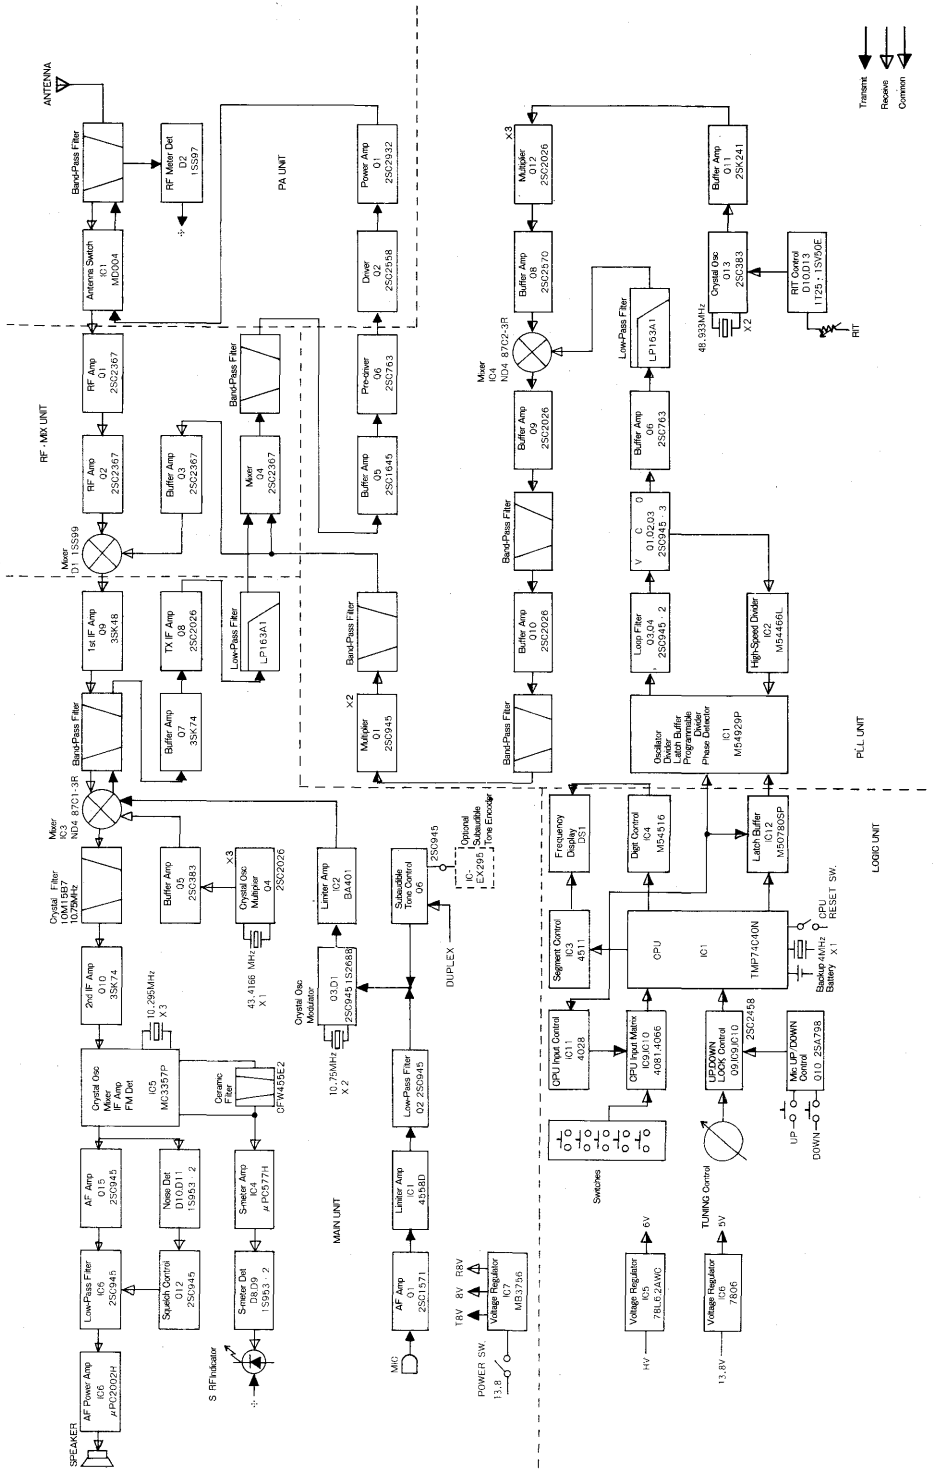 ANTENNA
Band-Pass Filter
RF Meter Det
D2
1SS97
Antenna Switch
IC1
MD004
PA UNIT
Power Amp
Q1
2SC2932
Driver
Q2
2SC2558
Pre-driver
Q6
2SC763
Buffer Amp
Q5
2SC1645
RF - MIX UNIT
RF Amp
Q1
2SC2367
RF Amp
Q2
2SC2367
Mixer
D1 1SS99
Buffer Amp
Q3
2SC2367
Mixer
Q4
2SC2367
Band-Pass Filter
1st IF Amp
Q9
3SK48
TX IF Amp
Q8
2SC2026
Low-Pass Filter
LP163A1
Band-Pass Filter
Buffer Amp
Q7
3SK74
Band-Pass Filter
X2
Multiplier
Q1
2SC945
Mixer
IC3
ND4 87C1-3R
Crystal Filter
10M15B7
10.75MHz
Buffer Amp
Q5
2SC383
X3
Crystal Osc
Multiplier
Q4
2SC2026
43.4166 MHz
X1
Limiter Amp
IC2
BA401
Crystal Osc
Modulator
Q3,D1
2SC945,1S2688
10.75MHz
X2
Subaudible
Tone Control
Q6
2SC945
IC-
EX295
Optional
Subaudible
Tone Encoder
DUPLEX
2nd IF Amp
Q10
3SK74
10.295MHz
X3
Crystal Osc
Mixer
IF Amp
FM Det
IC5
MC3357P
Ceramic
Filter
CFW455E2
Low-Pass Filter
Q2 2SC945
AF Amp
Q15
2SC945
Noise Det
D10,D11
1S953 · 2
S-meter Amp
IC4
μPC577H
Limiter Amp
IC1
4558D
MAIN UNIT
Low-Pass Filter
IC6
2SC945
Squelch Control
Q12
2SC945
S-meter Det
D8,D9
1S953 · 2
AF Amp
Q1
2SC1571
S RFIndicator
MIC
AF Power Amp
IC6
μPC2002H
SPEAKER
T8V
8V
R8V
Voltage Regulator
IC7
MB3756
POWER SW.
13.8
Transmit
Receive
Common
X3
Multiplier
Q12
2SC2026
Buffer Amp
Q11
2SK241
Buffer Amp
Q8
2SC2570
Crystal Osc
Q13
2SC383
48.933MHz
X2
RIT Control
D10,D13
1T25 · 1SV50E
RIT
Mixer
IC4
ND4 87C2-3R
Low-Pass Filter
LP163A1
Buffer Amp
Q9
2SC2026
Buffer Amp
Q6
2SC763
Band-Pass Filter
V C O
Q1,Q2,Q3
2SC945 · 3
Buffer Amp
Q10
2SC2026
Loop Filter
Q3,Q4
2SC945 · 2
High-Speed Divider
IC2
M54466L
Band-Pass Filter
Oscillator
Divider
Latch Buffer
Programmable
Divider
Phase Detector
IC1
M54929P
PLL UNIT
Frequency
Display
DS1
Digit Control
IC4
M54516
Latch Buffer
IC12
M50780SP
LOGIC UNIT
Segment Control
IC3
4511
CPU
IC1
TMP74C40N
CPU
RESET SW.
4MHz
X1
Backup
Battery
CPU Input Control
IC11
4028
CPU Input Matrix
IC9,IC10
4081,4066
UP,DOWN
LOCK Control
Q9,IC9,IC10
2SC2458
Mic UP/DOWN
Control
Q10, 2SA798
UP
DOWN
Switches
TUNING Control
6V
Voltage Regulator
IC5
78L6.2AWC
HV
5V
Voltage Regulator
IC6
7806
13.8V